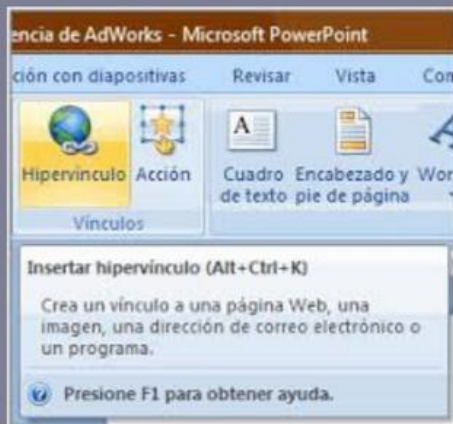 encia de AdWorks - Microsoft PowerPoint
ción con diapositivas Revisar Vista Com
Hipervínculo Acción Cuadro de texto Encabezado y pie de página Wor
Vínculos
Insertar hipervínculo (Alt+Ctrl+K)
Crea un vínculo a una página Web, una
imagen, una dirección de correo electrónico o
un programa.
Presione F1 para obtener ayuda.